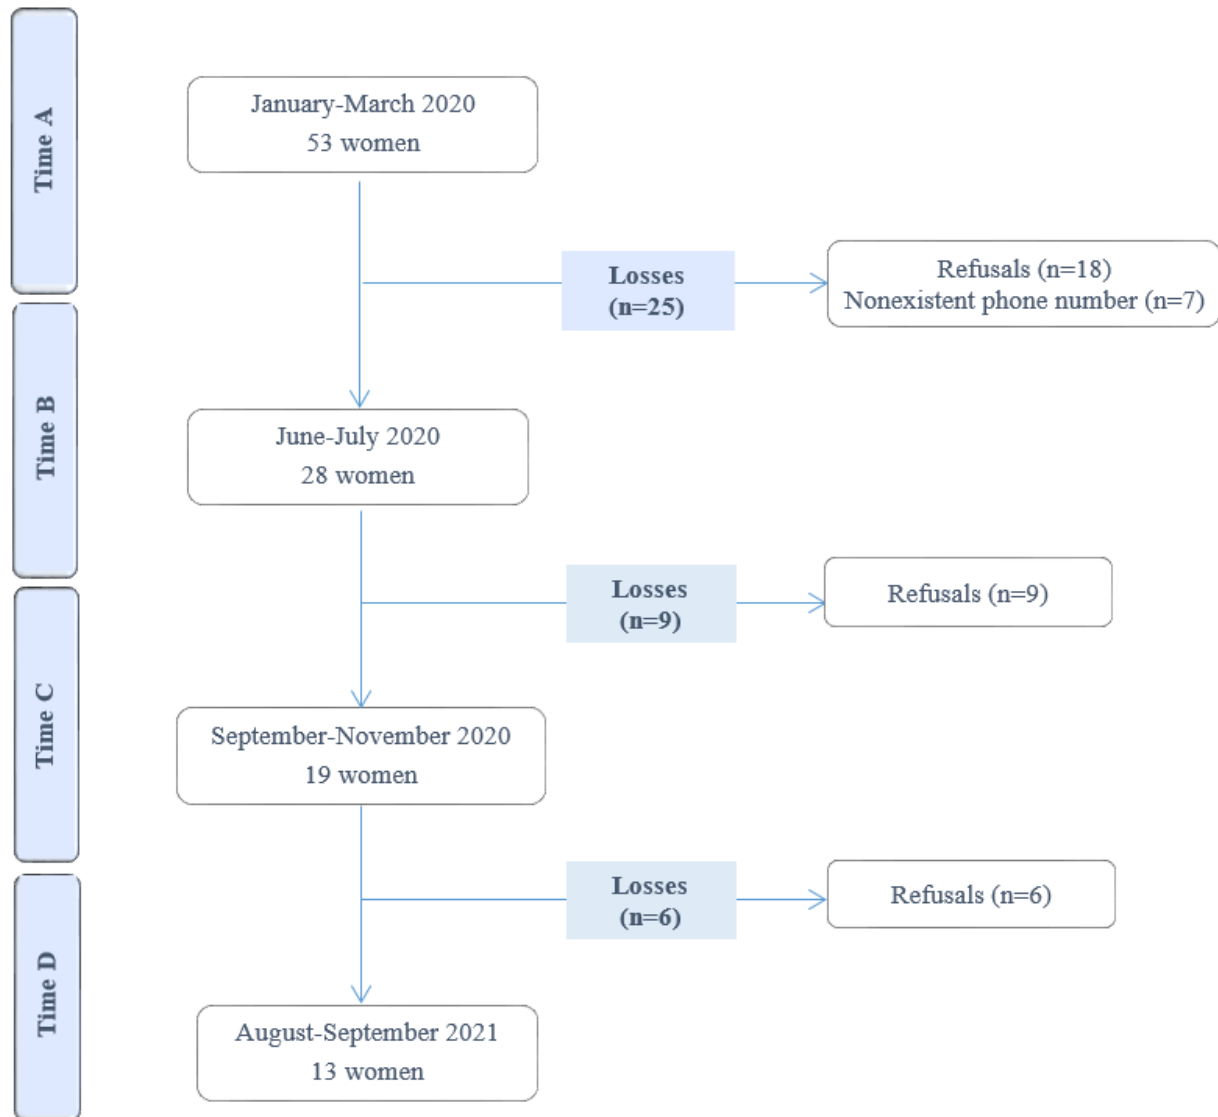 Time A
January-March 2020
53 women
Losses
(n=25)
Refusals (n=18)
Nonexistent phone number (n=7)
Time B
June-July 2020
28 women
Losses
(n=9)
Refusals (n=9)
Time C
September-November 2020
19 women
Losses
(n=6)
Refusals (n=6)
Time D
August-September 2021
13 women